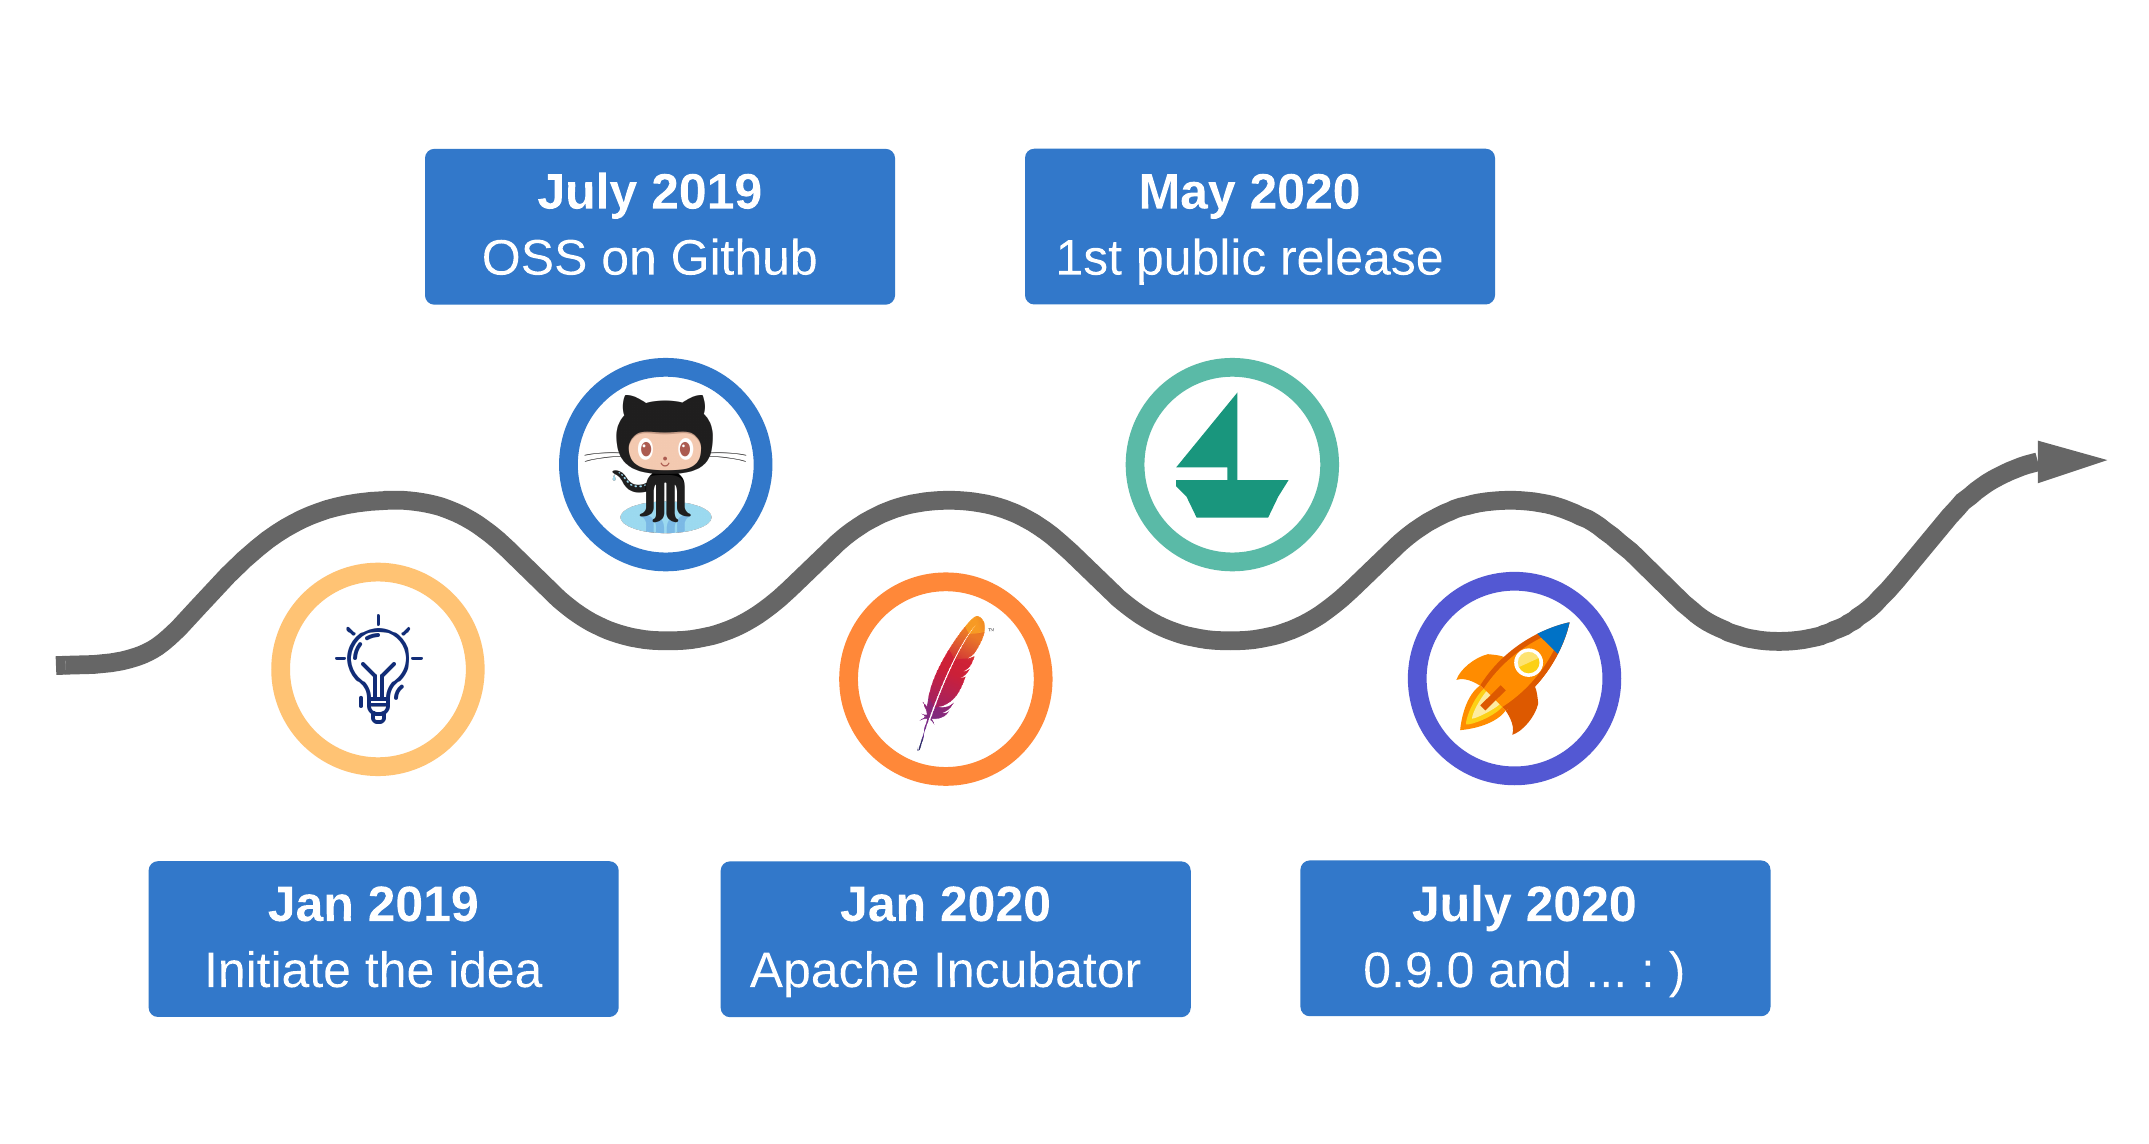 July 2019
OSS on Github
May 2020
1st public release
Jan 2019
Initiate the idea
Jan 2020
Apache Incubator
July 2020
0.9.0 and ... : )